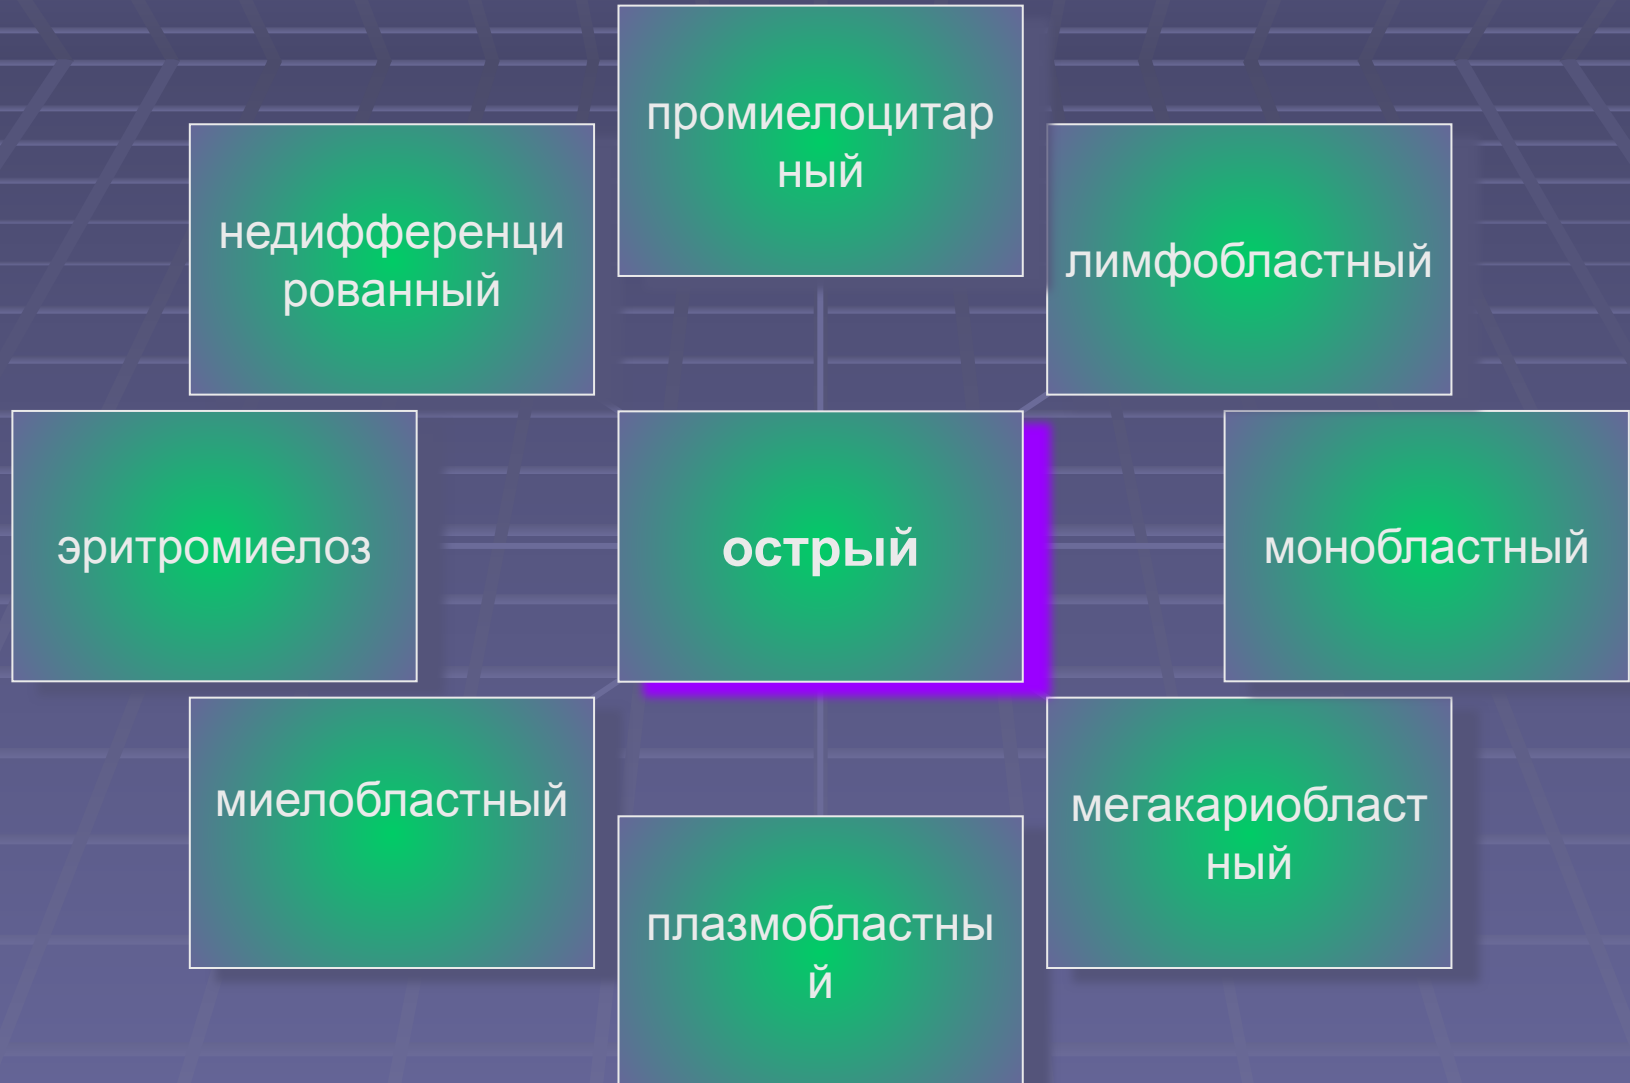 промиелоцитар
ный
недифференци
рованный
лимфобластный
эритромиелоз
острый
монобластный
миелобластный
мегакариобласт
ный
плазмобластны
й